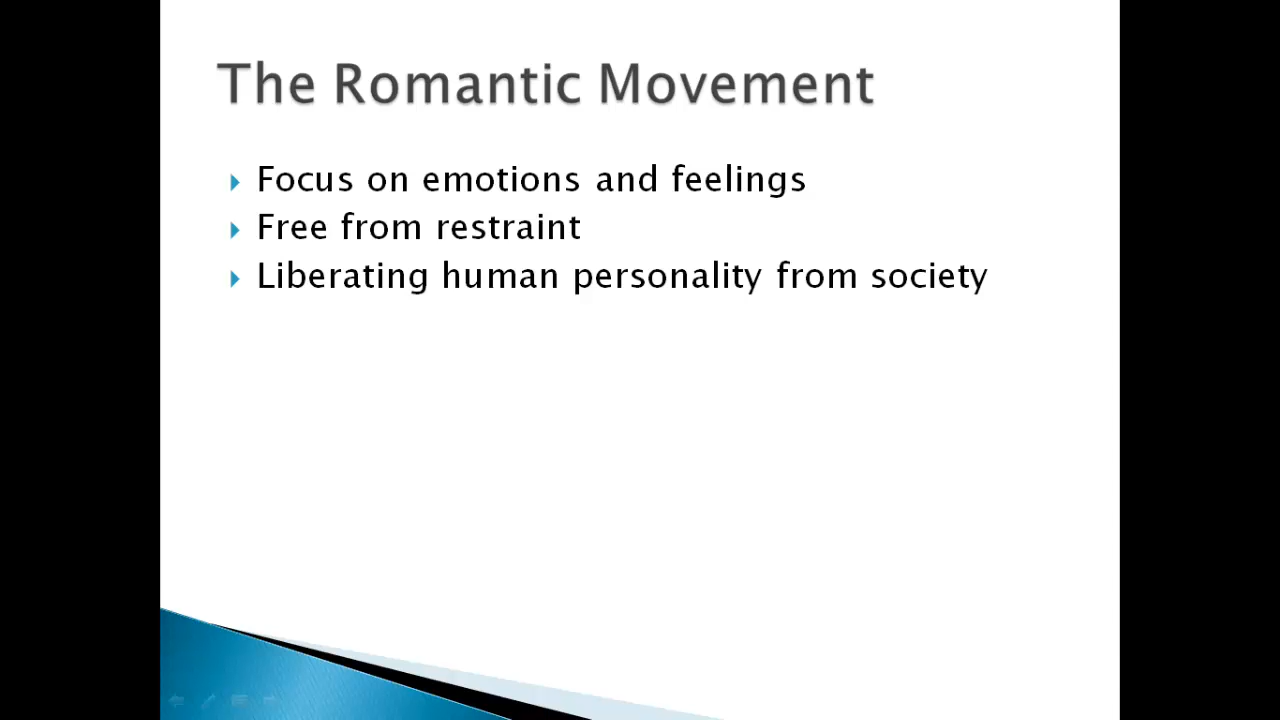 The Romantic Movement
Focus on emotions and feelings
Free from restraint
Liberating human personality from society